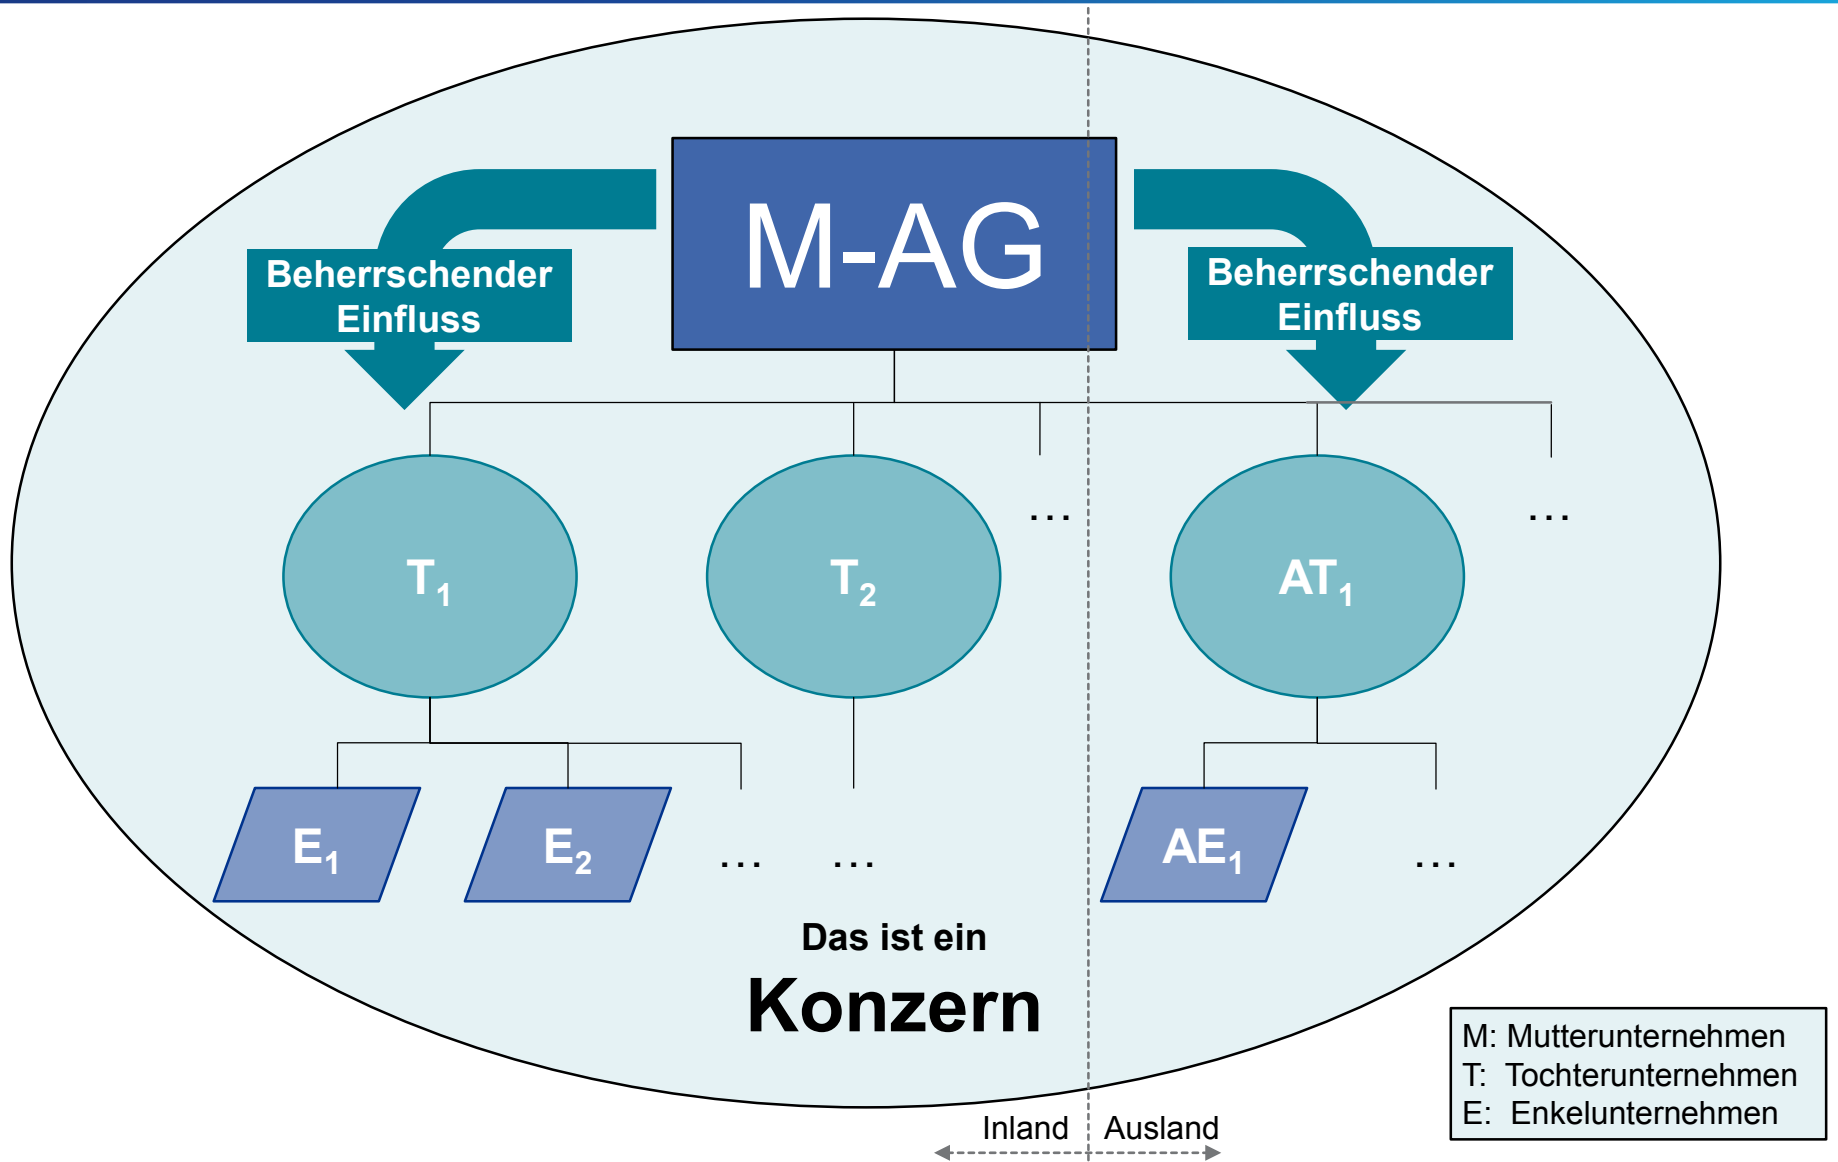 M-AG
Beherrschender
Einfluss
Beherrschender
Einfluss
...
...
T₁
T₂
AT₁
E₁
E₂
...
...
AE₁
...
Das ist ein
Konzern
M: Mutterunternehmen
T: Tochterunternehmen
E: Enkelunternehmen
Inland
Ausland